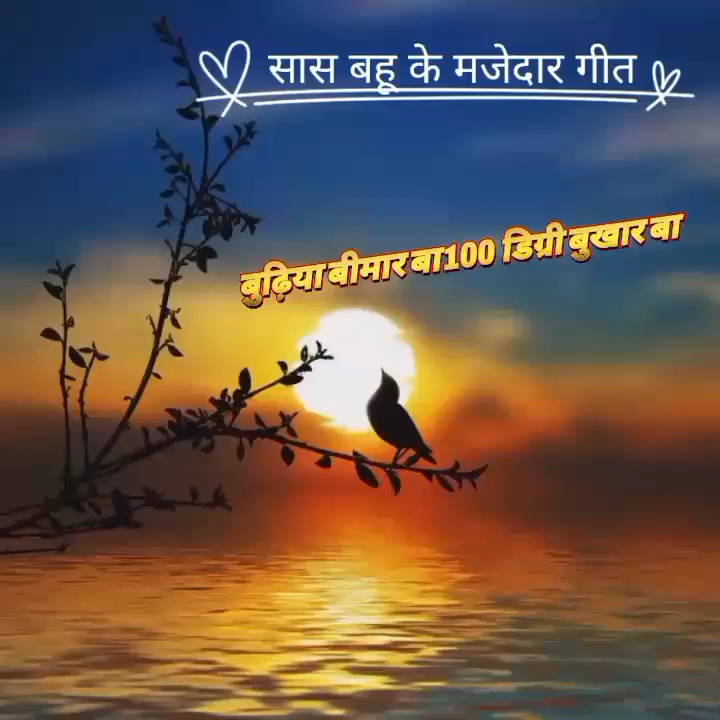 सास बहू के मजेदार गीत
बुढ़िया बीमार बा100 डिग्री बुखार बा